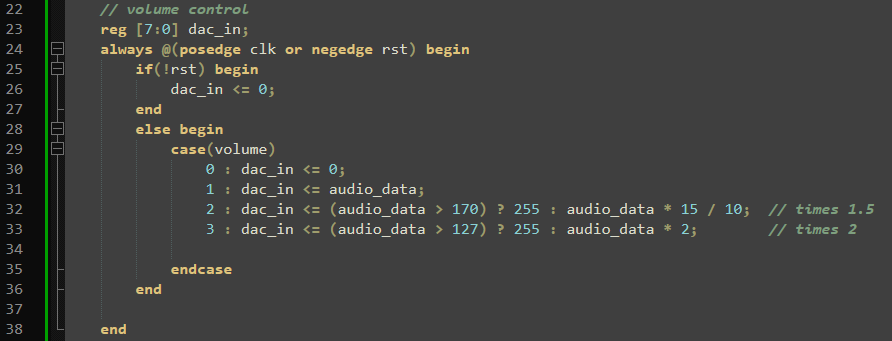 22 // volume control
23 reg [7:0] dac_in;
24 always @(posedge clk or negedge rst) begin
25 if(!rst) begin
26 dac_in <= 0;
27 end
28 else begin
29 case(volume)
30 0 : dac_in <= 0;
31 1 : dac_in <= audio_data;
32 2 : dac_in <= (audio_data > 170) ? 255 : audio_data * 15 / 10; // times 1.5
33 3 : dac_in <= (audio_data > 127) ? 255 : audio_data * 2; // times 2
34
35 endcase
36 end
37
38 end